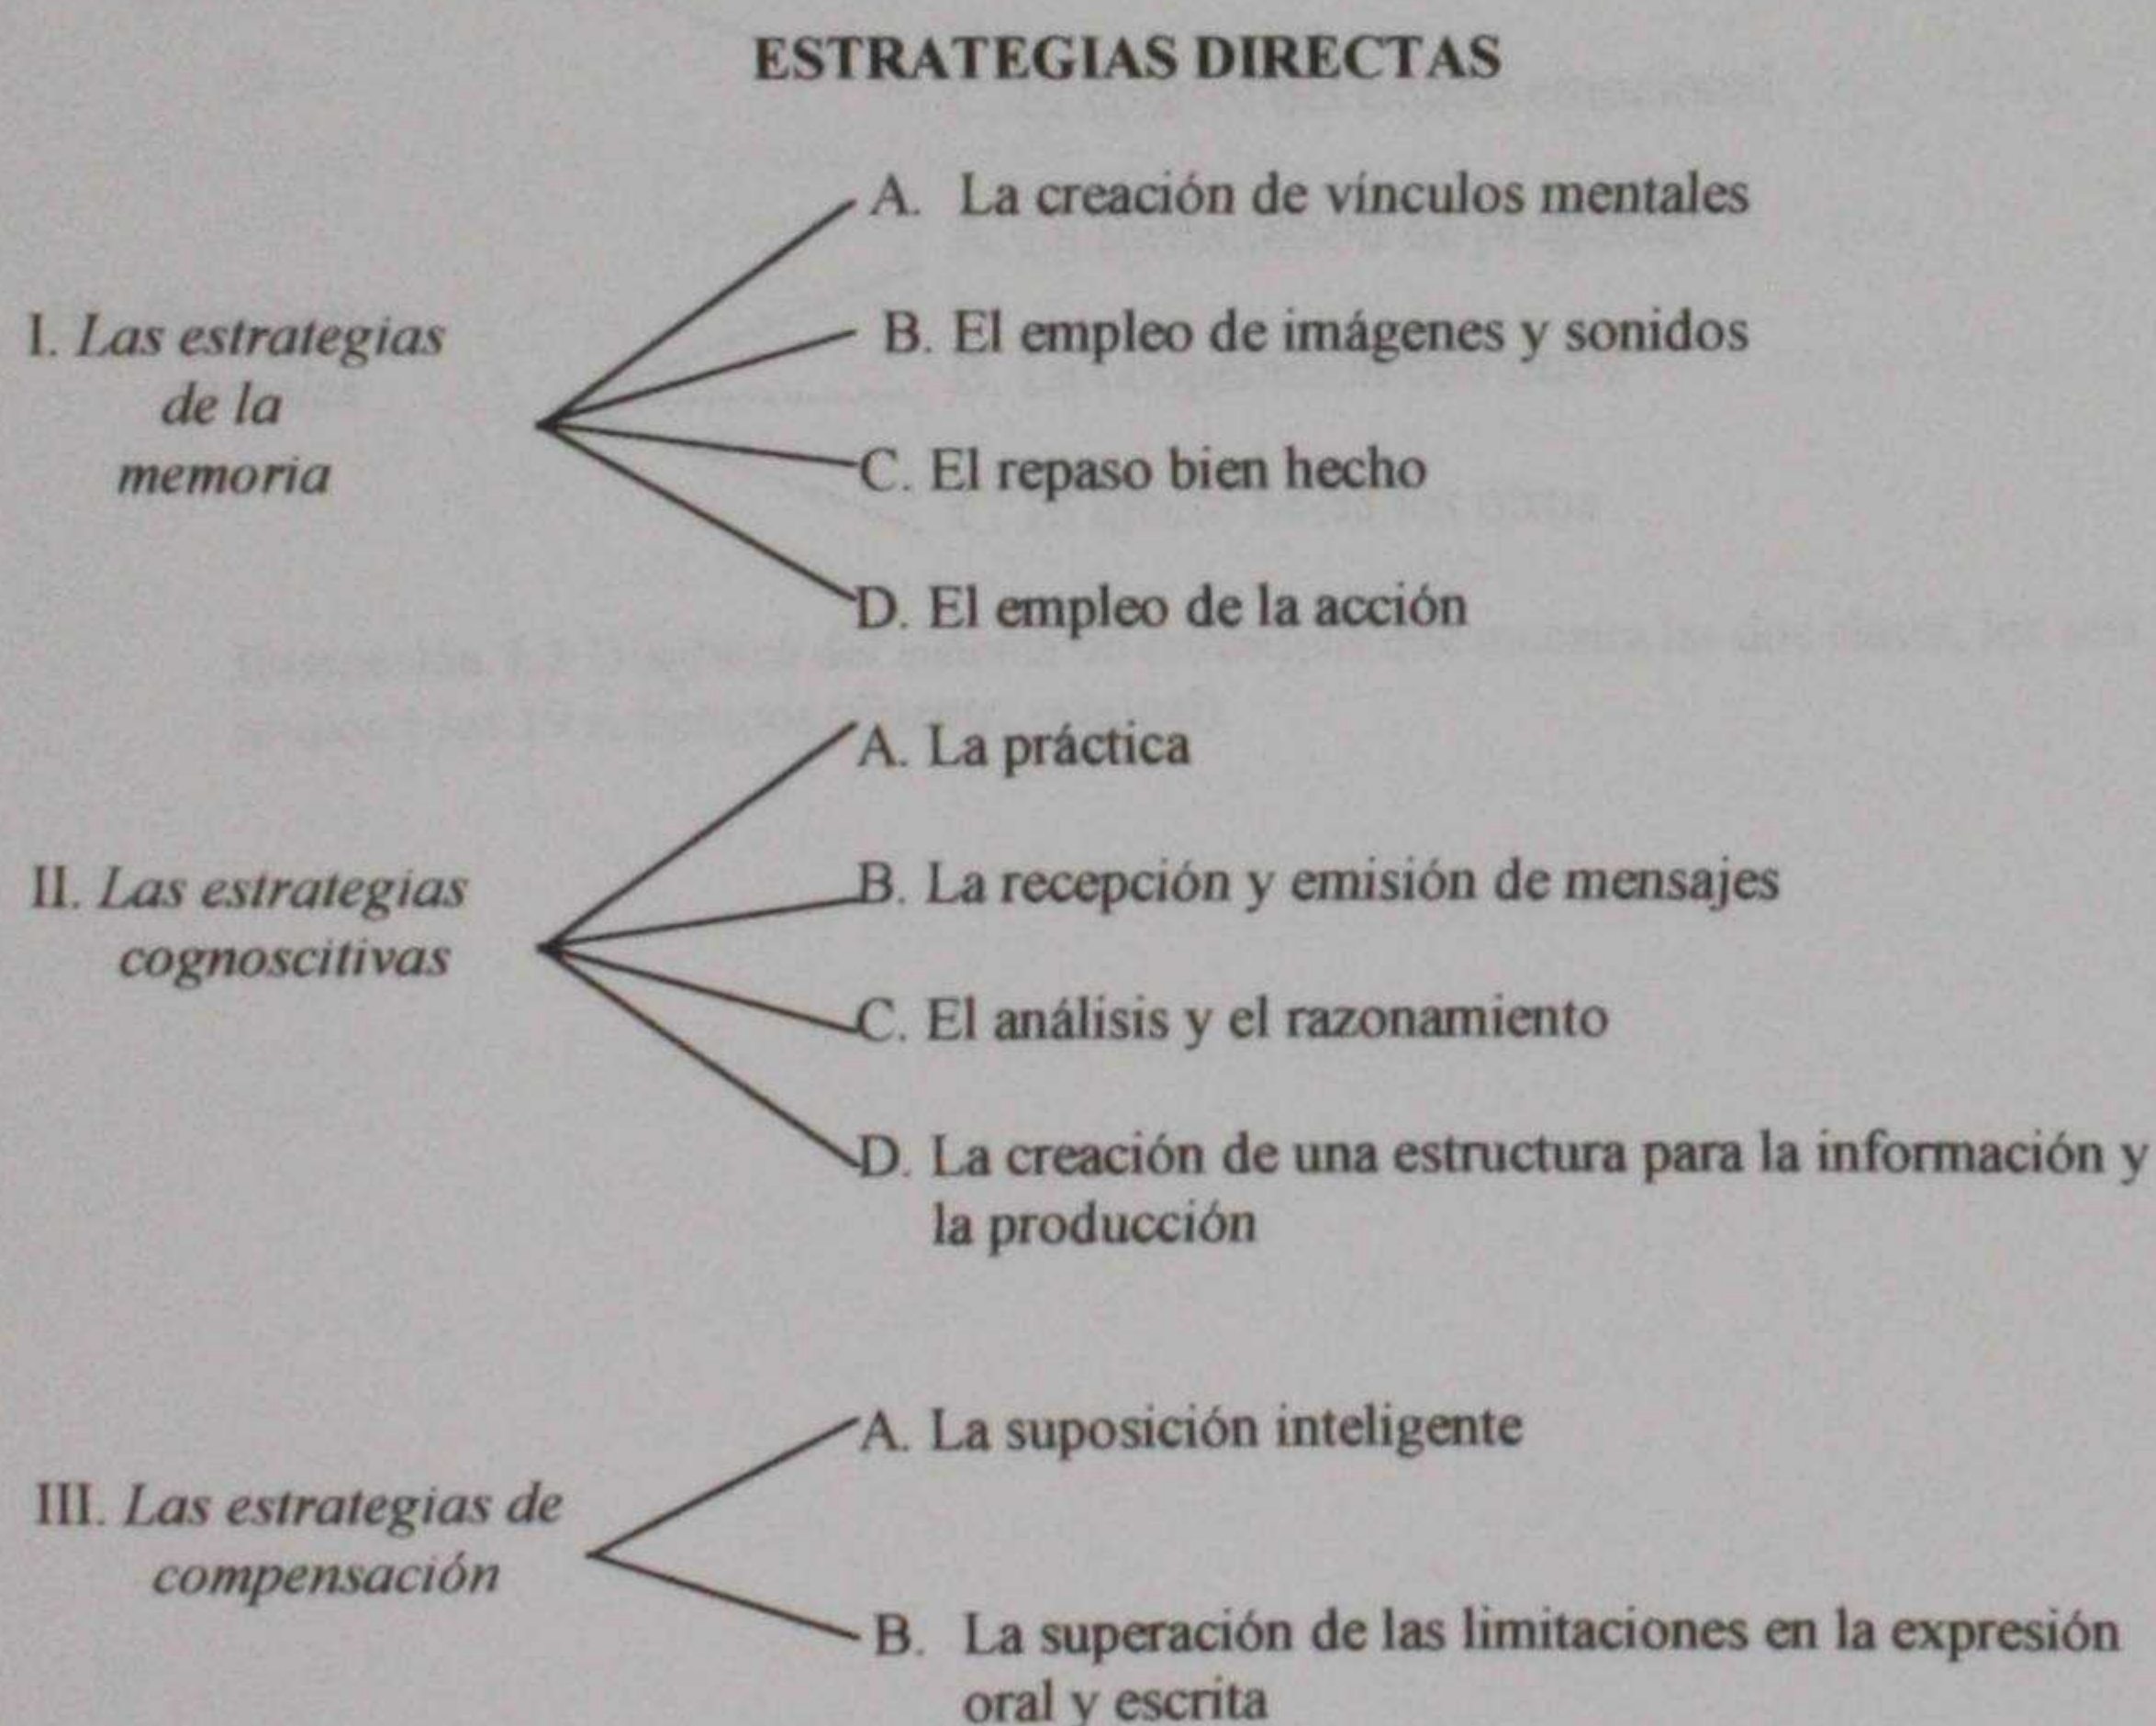 ESTRATEGIAS DIRECTAS
I. Las estrategias
de la
memoria
A. La creación de vínculos mentales
B. El empleo de imágenes y sonidos
C. El repaso bien hecho
D. El empleo de la acción
II. Las estrategias
cognoscitivas
A. La práctica
B. La recepción y emisión de mensajes
C. El análisis y el razonamiento
D. La creación de una estructura para la información y
la producción
III. Las estrategias de
compensación
A. La suposición inteligente
B. La superación de las limitaciones en la expresión
oral y escrita